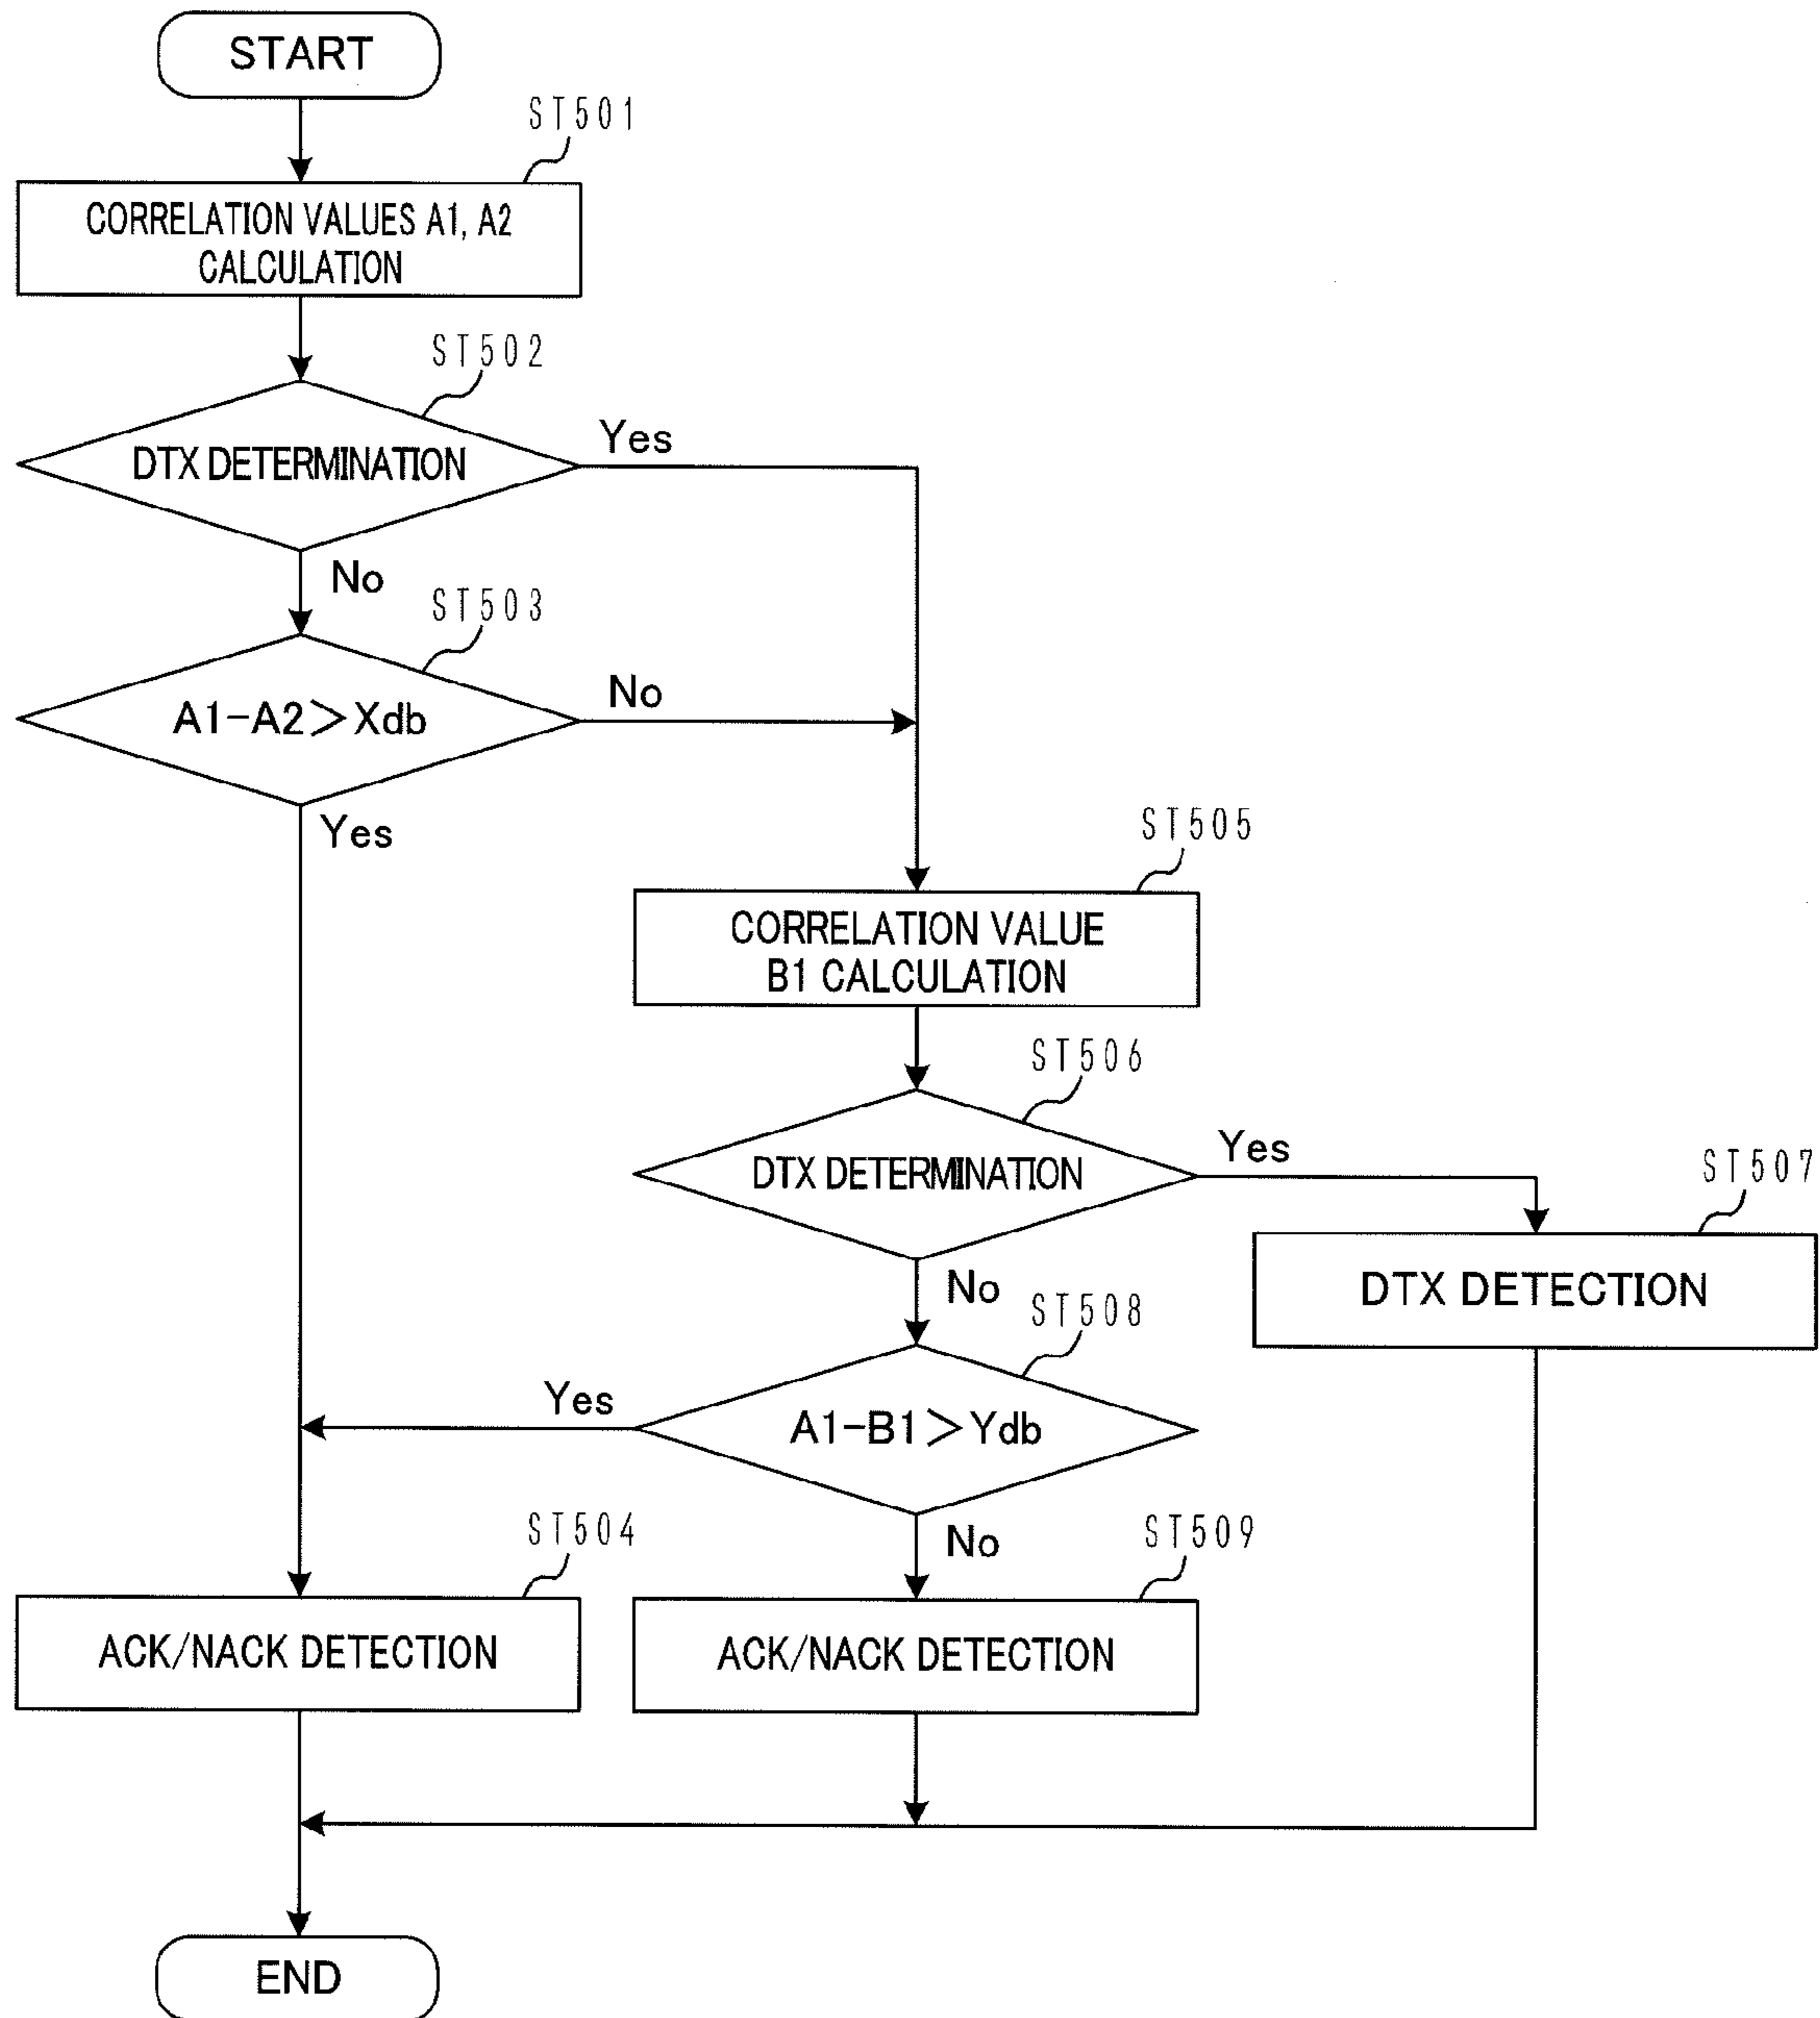 START
ST501
CORRELATION VALUES A1, A2
CALCULATION
ST502
DTX DETERMINATION
Yes
No
ST503
A1-A2>Xdb
No
Yes
ST505
CORRELATION VALUE
B1 CALCULATION
ST506
DTX DETERMINATION
Yes
ST507
DTX DETECTION
No
ST508
A1-B1>Ydb
Yes
No
ST504
ACK/NACK DETECTION
ST509
ACK/NACK DETECTION
END